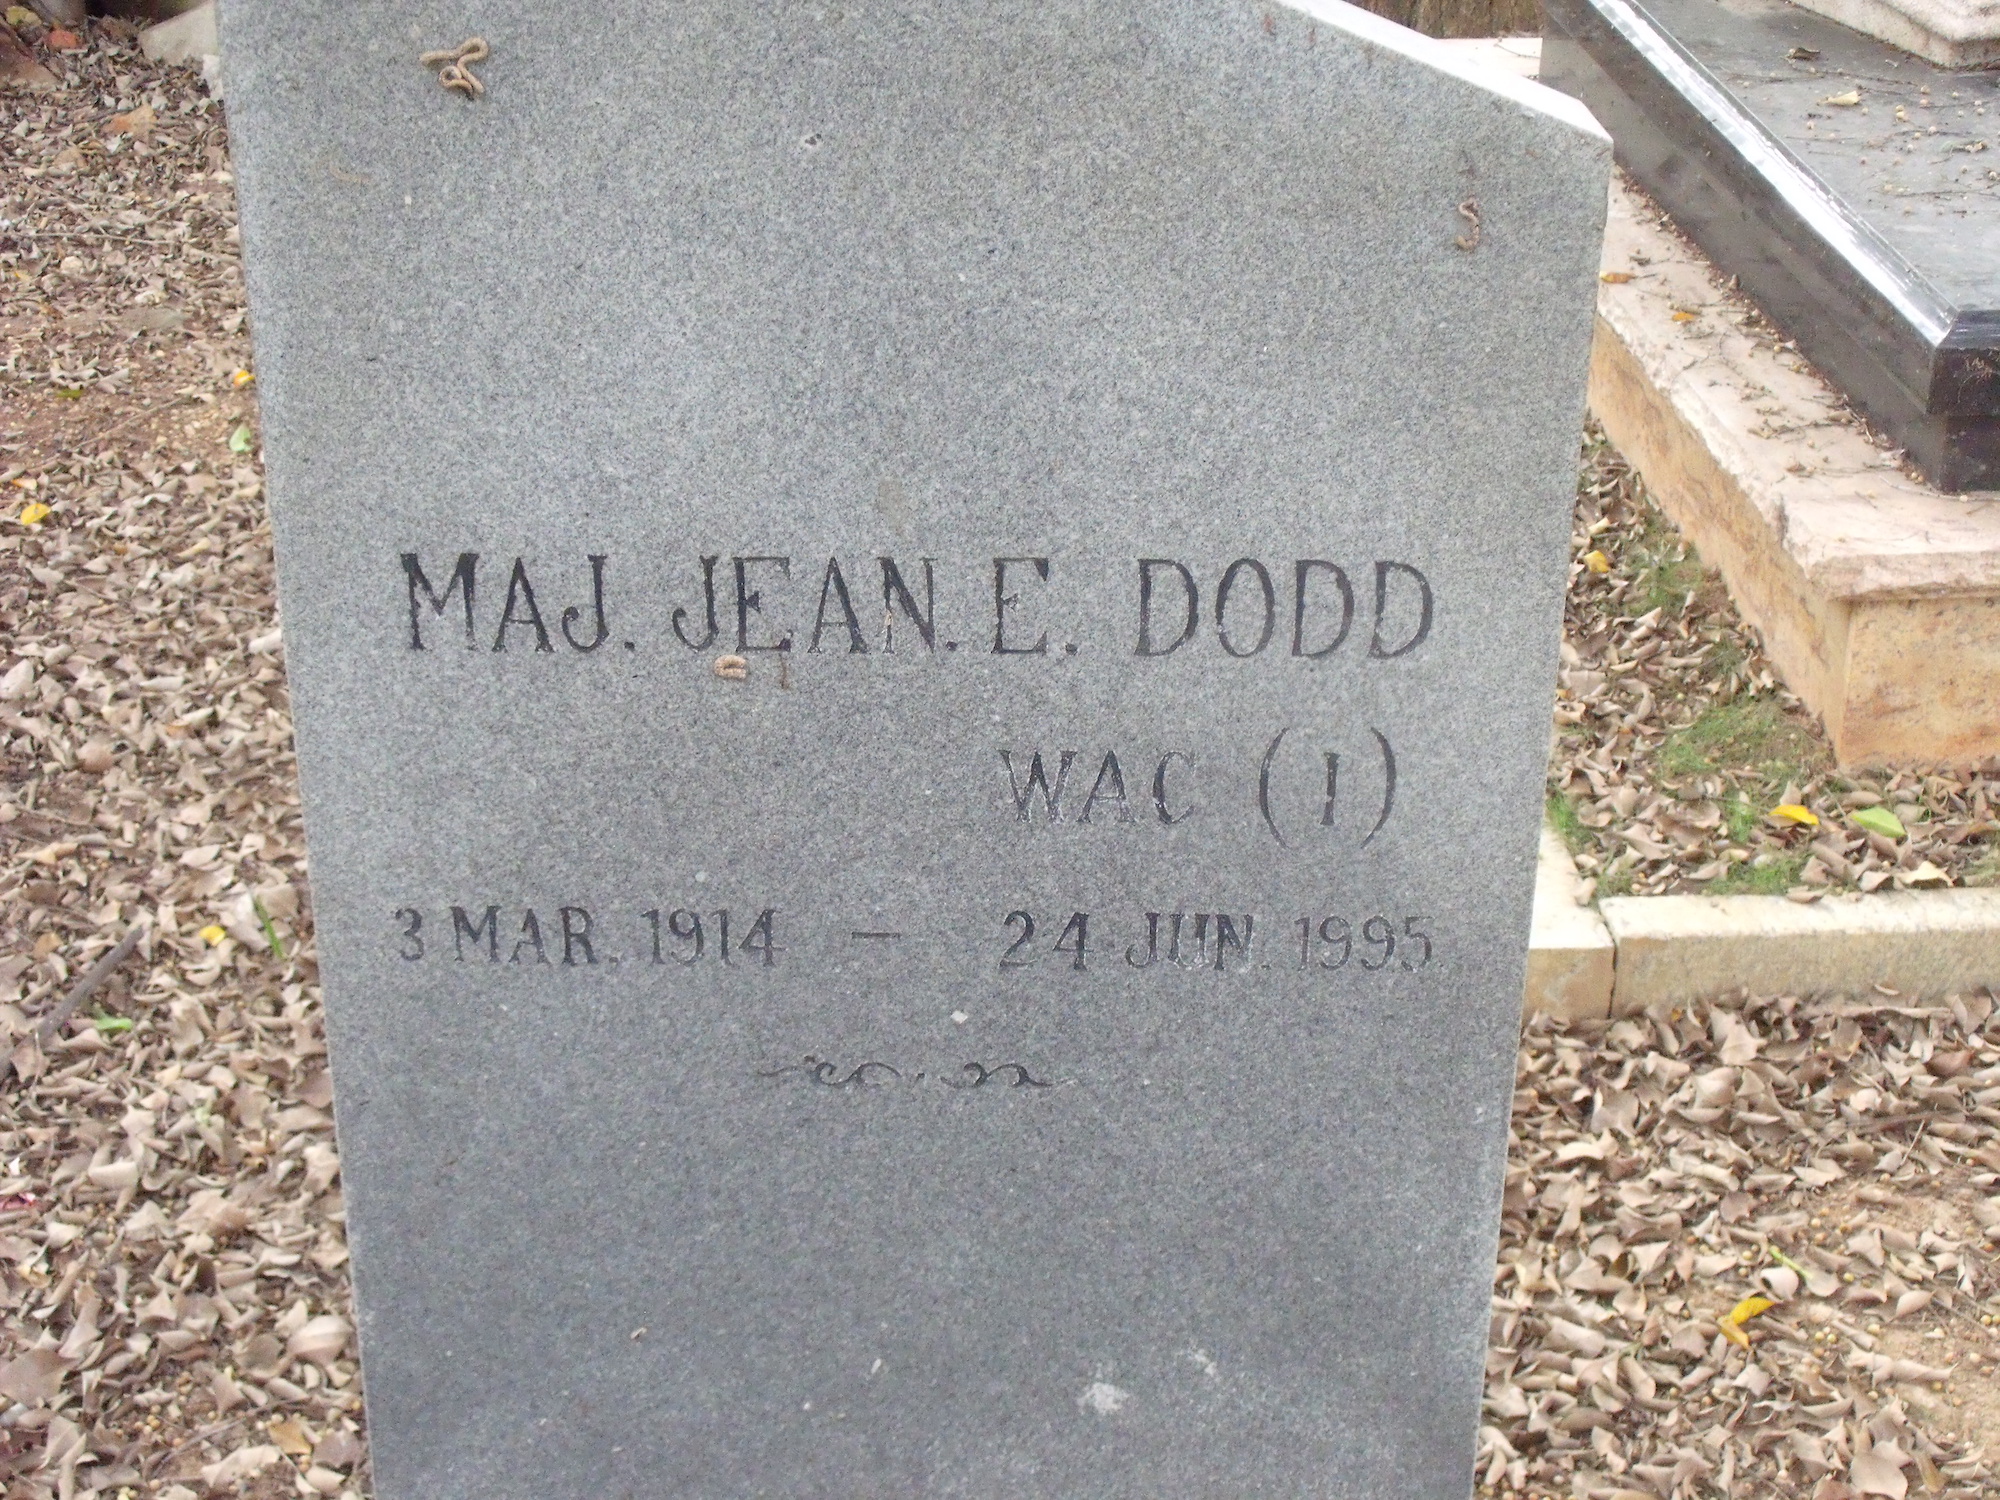 MAJ. JEAN. E. DODD
WAC (I)
3 MAR. 1914 — 24 JUN. 1995.